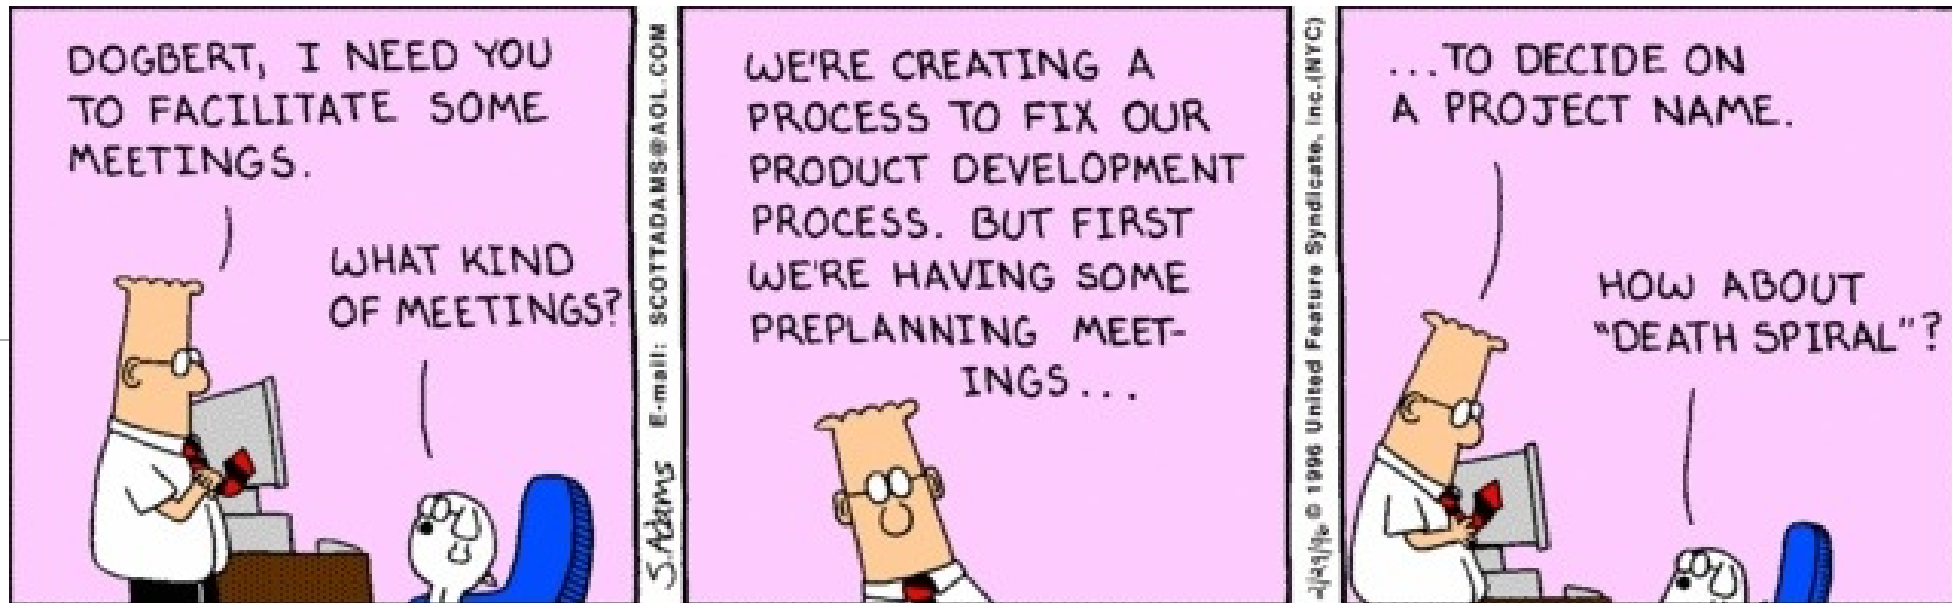 DOGBERT, I NEED YOU
TO FACILITATE SOME
MEETINGS.
WHAT KIND
OF MEETINGS?
S.Adams E-mail: SCOTTADAMS@AOL.COM
WE'RE CREATING A
PROCESS TO FIX OUR
PRODUCT DEVELOPMENT
PROCESS. BUT FIRST
WE'RE HAVING SOME
PREPLANNING MEET-
INGS...
© 1996 United Feature Syndicate, Inc.(NYC)
...TO DECIDE ON
A PROJECT NAME.
HOW ABOUT
"DEATH SPIRAL"?